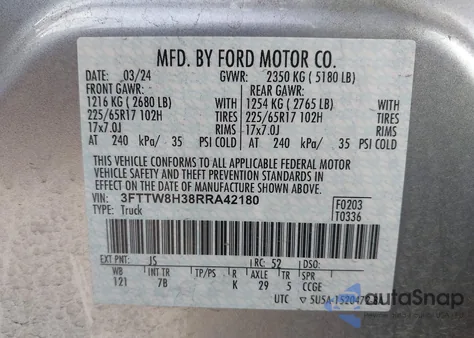 MFD. BY FORD MOTOR CO.
DATE: 03/24 GVWR: 2350 KG ( 5180 LB)
FRONT GAWR: REAR GAWR:
1216 KG ( 2680 LB) WITH 1254 KG ( 2765 LB) WITH
225/65R17 102H TIRES 225/65R17 102H TIRES
17x7.0J RIMS 17x7.0J RIMS
AT 240 kPa/ 35 PSI COLD AT 240 kPa/ 35 PSI COLD
THIS VEHICLE CONFORMS TO ALL APPLICABLE FEDERAL MOTOR
VEHICLE SAFETY AND THEFT PREVENTION STANDARDS IN
EFFECT ON THE DATE OF MANUFACTURE SHOWN ABOVE.
VIN: 3FTTW8H38RRA42180 F0203
TYPE: Truck T0336
EXT PNT: JS RC: 52 DSO:
WB INT TR TP/PS R AXLE TR SPR
121 7B K 29 5 CCGE
UTC
autoSnap